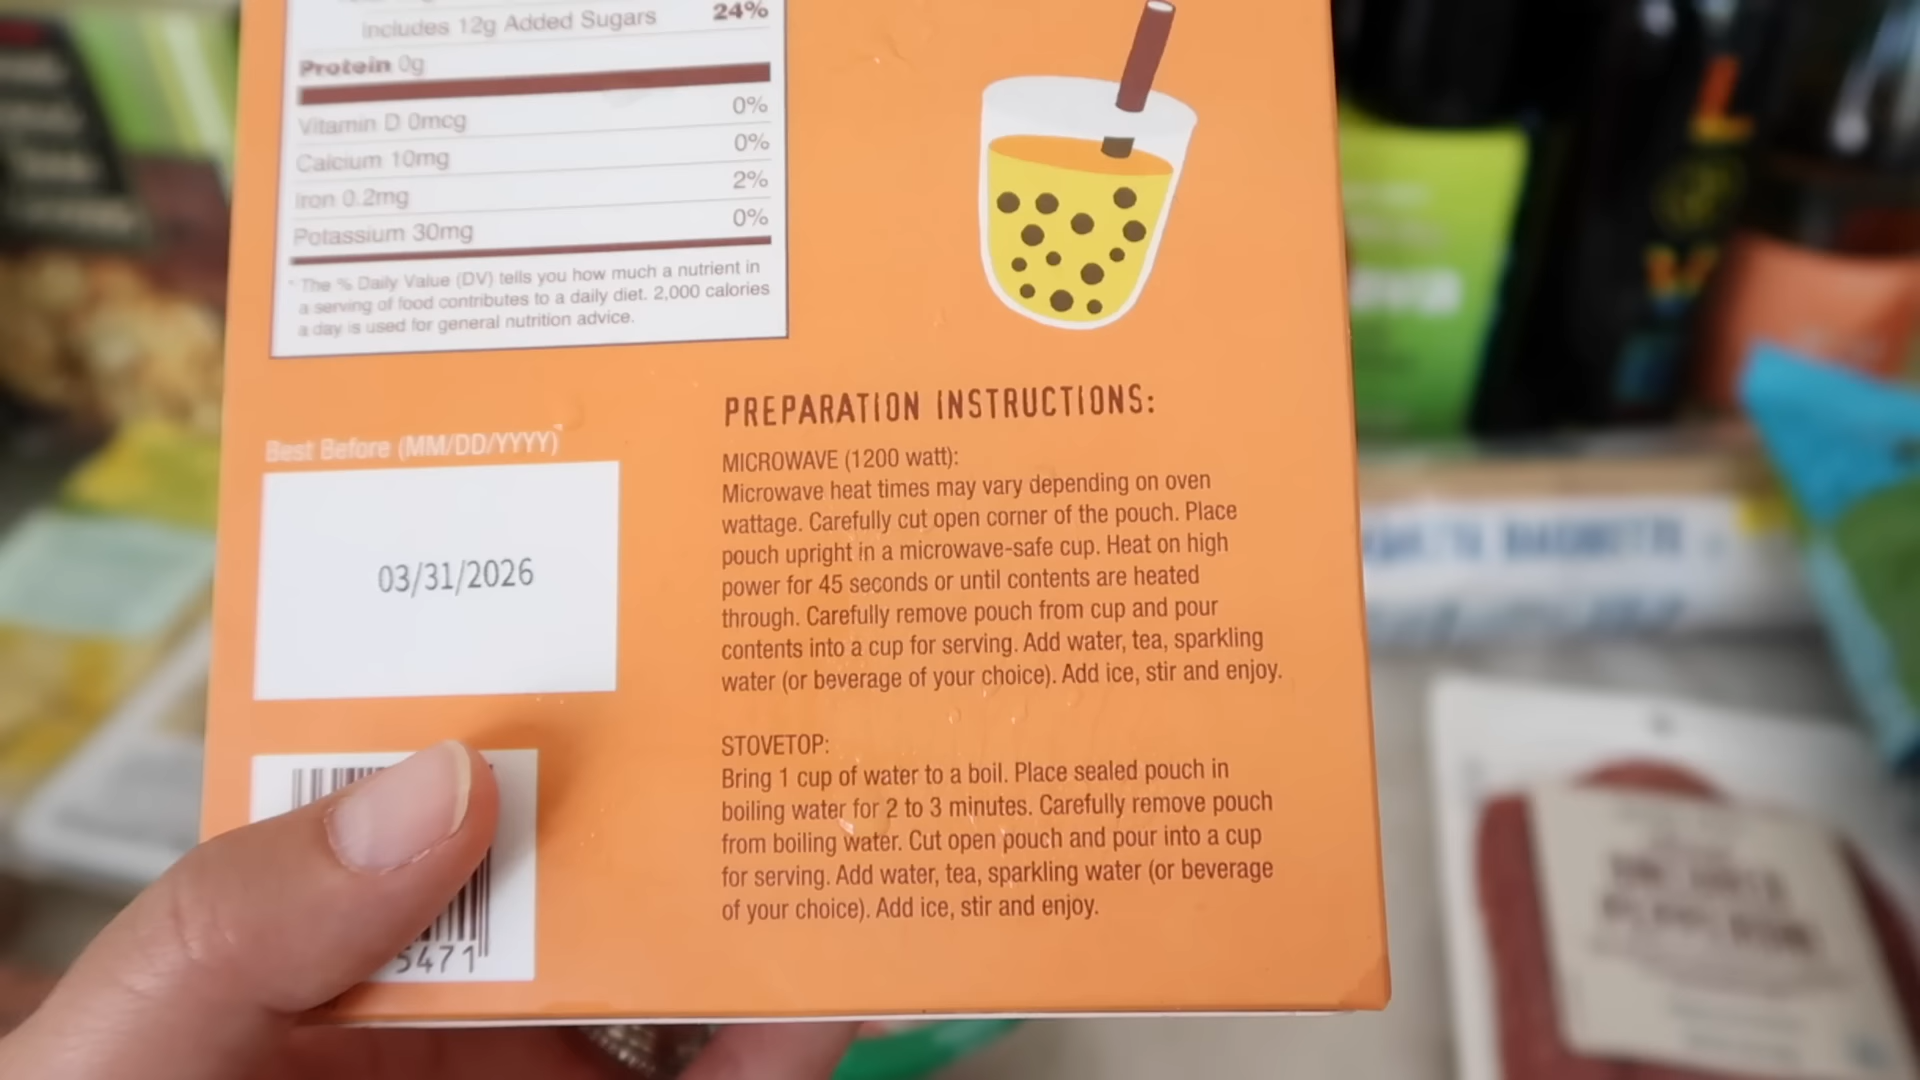 Includes 12g Added Sugars 24%
Protein 0g
Vitamin D 0mcg 0%
Calcium 10mg 0%
Iron 0.2mg 2%
Potassium 30mg 0%
* The % Daily Value (DV) tells you how much a nutrient in
a serving of food contributes to a daily diet. 2,000 calories
a day is used for general nutrition advice.
Best Before (MM/DD/YYYY)
03/31/2026
5471
PREPARATION INSTRUCTIONS:
MICROWAVE (1200 watt):
Microwave heat times may vary depending on oven
wattage. Carefully cut open corner of the pouch. Place
pouch upright in a microwave-safe cup. Heat on high
power for 45 seconds or until contents are heated
through. Carefully remove pouch from cup and pour
contents into a cup for serving. Add water, tea, sparkling
water (or beverage of your choice). Add ice, stir and enjoy.
STOVETOP:
Bring 1 cup of water to a boil. Place sealed pouch in
boiling water for 2 to 3 minutes. Carefully remove pouch
from boiling water. Cut open pouch and pour into a cup
for serving. Add water, tea, sparkling water (or beverage
of your choice). Add ice, stir and enjoy.